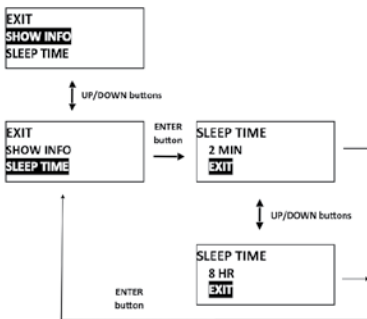 EXIT
SHOW INFO
SLEEP TIME
UP/DOWN buttons
EXIT
SHOW INFO
SLEEP TIME
ENTER
button
SLEEP TIME
2 MIN
EXIT
UP/DOWN buttons
SLEEP TIME
8 HR
EXIT
ENTER
button